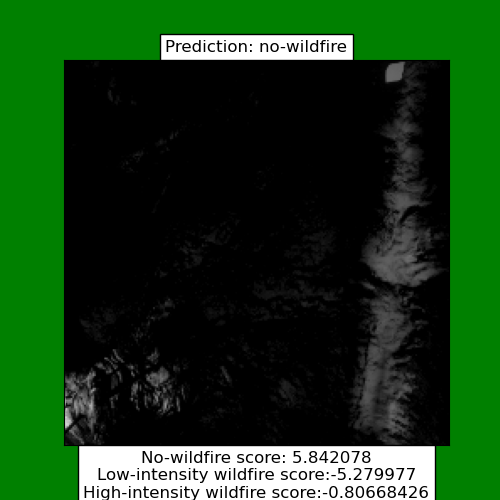 Prediction: no-wildfire
No-wildfire score: 5.842078
Low-intensity wildfire score:-5.279977
High-intensity wildfire score:-0.80668426